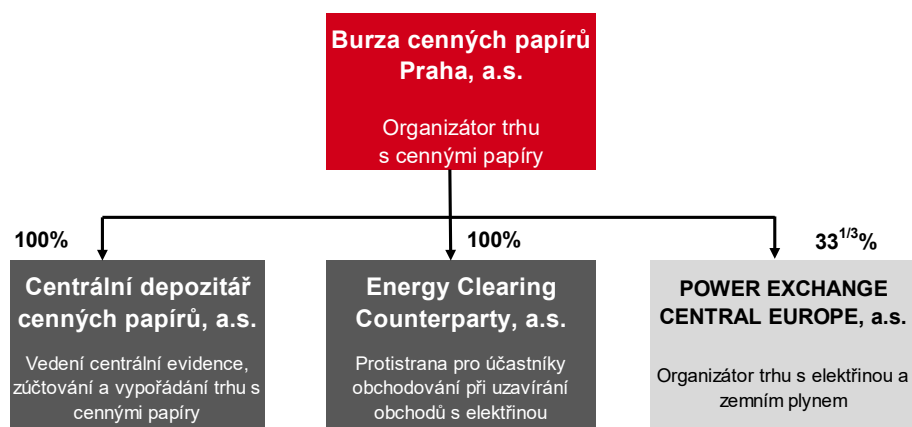 Burza cenných papírů
Praha, a.s.
Organizátor trhu
s cennými papíry
100%
100%
33^1/3%
Centrální depozitář
cenných papírů, a.s.
Vedení centrální evidence,
zúčtování a vypořádání trhu s
cennými papíry
Energy Clearing
Counterparty, a.s.
Protistrana pro účastníky
obchodování při uzavírání
obchodů s elektřinou
POWER EXCHANGE
CENTRAL EUROPE, a.s.
Organizátor trhu s elektřinou a
zemním plynem